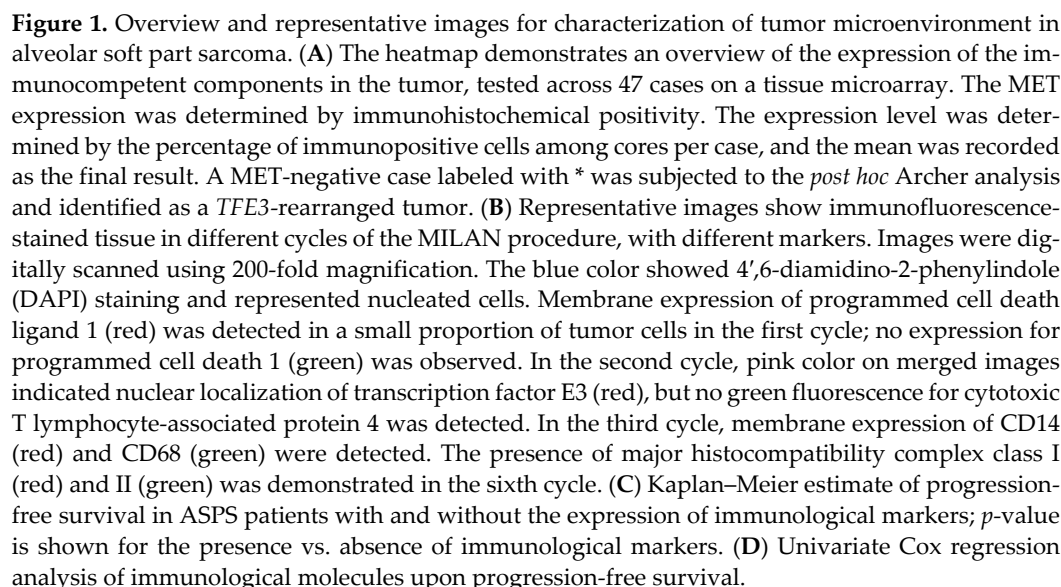 Figure 1. Overview and representative images for characterization of tumor microenvironment in
alveolar soft part sarcoma. (A) The heatmap demonstrates an overview of the expression of the im-
munocompetent components in the tumor, tested across 47 cases on a tissue microarray. The MET
expression was determined by immunohistochemical positivity. The expression level was deter-
mined by the percentage of immunopositive cells among cores per case, and the mean was recorded
as the final result. A MET-negative case labeled with * was subjected to the post hoc Archer analysis
and identified as a TFE3-rearranged tumor. (B) Representative images show immunofluorescence-
stained tissue in different cycles of the MILAN procedure, with different markers. Images were dig-
itally scanned using 200-fold magnification. The blue color showed 4′,6-diamidino-2-phenylindole
(DAPI) staining and represented nucleated cells. Membrane expression of programmed cell death
ligand 1 (red) was detected in a small proportion of tumor cells in the first cycle; no expression for
programmed cell death 1 (green) was observed. In the second cycle, pink color on merged images
indicated nuclear localization of transcription factor E3 (red), but no green fluorescence for cytotoxic
T lymphocyte-associated protein 4 was detected. In the third cycle, membrane expression of CD14
(red) and CD68 (green) were detected. The presence of major histocompatibility complex class I
(red) and II (green) was demonstrated in the sixth cycle. (C) Kaplan–Meier estimate of progression-
free survival in ASPS patients with and without the expression of immunological markers; p-value
is shown for the presence vs. absence of immunological markers. (D) Univariate Cox regression
analysis of immunological molecules upon progression-free survival.